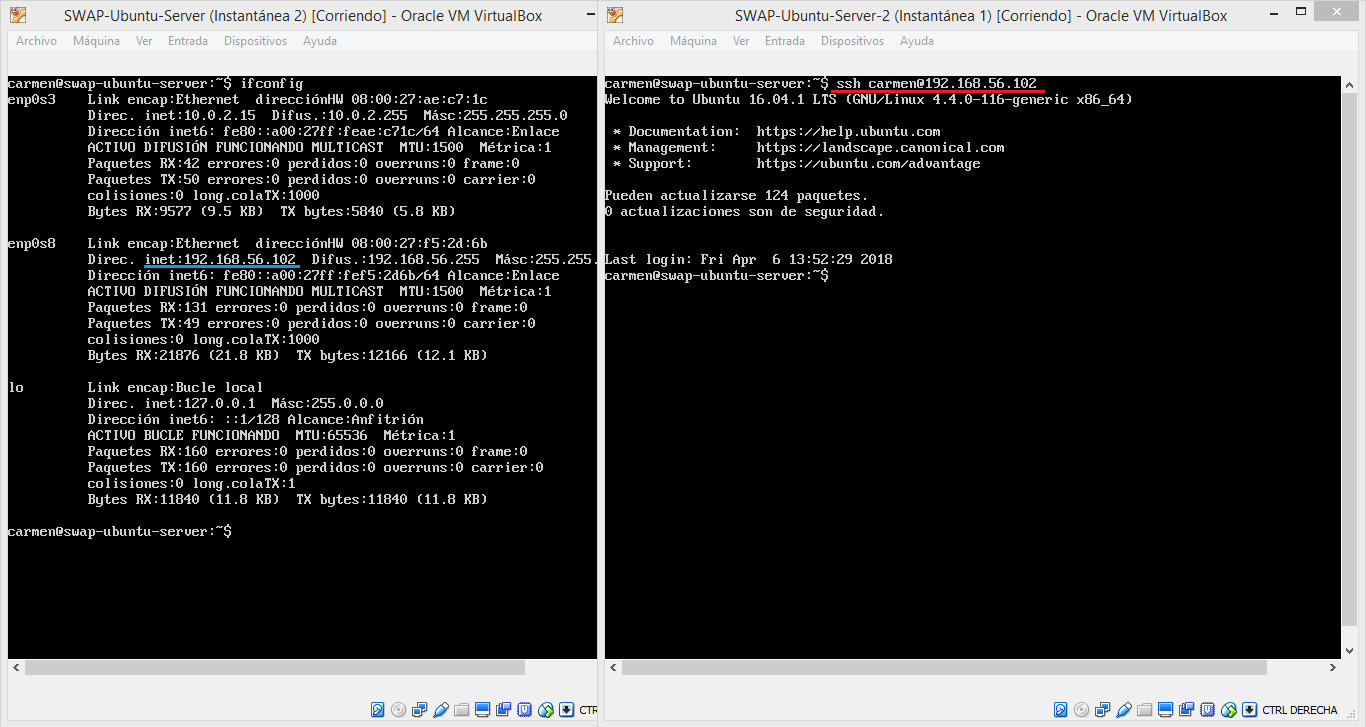 SWAP-Ubuntu-Server (Instantánea 2) [Corriendo] - Oracle VM VirtualBox
Archivo Máquina Ver Entrada Dispositivos Ayuda
carmen@swap-ubuntu-server:~$ ifconfig
enp0s3 Link encap:Ethernet direcciónHW 08:00:27:ae:c7:1c
Direc. inet:10.0.2.15 Difus.:10.0.2.255 Másc:255.255.255.0
Dirección inet6: fe80::a00:27ff:feae:c71c/64 Alcance:Enlace
ACTIVO DIFUSIÓN FUNCIONANDO MULTICAST MTU:1500 Métrica:1
Paquetes RX:42 errores:0 perdidos:0 overruns:0 frame:0
Paquetes TX:50 errores:0 perdidos:0 overruns:0 carrier:0
colisiones:0 long.colaTX:1000
Bytes RX:9577 (9.5 KB) TX bytes:5840 (5.8 KB)
enp0s8 Link encap:Ethernet direcciónHW 08:00:27:f5:2d:6b
Direc. inet:192.168.56.102 Difus.:192.168.56.255 Másc:255.255.
Dirección inet6: fe80::a00:27ff:fef5:2d6b/64 Alcance:Enlace
ACTIVO DIFUSIÓN FUNCIONANDO MULTICAST MTU:1500 Métrica:1
Paquetes RX:131 errores:0 perdidos:0 overruns:0 frame:0
Paquetes TX:49 errores:0 perdidos:0 overruns:0 carrier:0
colisiones:0 long.colaTX:1000
Bytes RX:21876 (21.8 KB) TX bytes:12166 (12.1 KB)
lo Link encap:Bucle local
Direc. inet:127.0.0.1 Másc:255.0.0.0
Dirección inet6: ::1/128 Alcance:Anfitrión
ACTIVO BUCLE FUNCIONANDO MTU:65536 Métrica:1
Paquetes RX:160 errores:0 perdidos:0 overruns:0 frame:0
Paquetes TX:160 errores:0 perdidos:0 overruns:0 carrier:0
colisiones:0 long.colaTX:1
Bytes RX:11840 (11.8 KB) TX bytes:11840 (11.8 KB)
carmen@swap-ubuntu-server:~$
CTR
SWAP-Ubuntu-Server-2 (Instantánea 1) [Corriendo] - Oracle VM VirtualBox
Archivo Máquina Ver Entrada Dispositivos Ayuda
carmen@swap-ubuntu-server:~$ ssh carmen@192.168.56.102
Welcome to Ubuntu 16.04.1 LTS (GNU/Linux 4.4.0-116-generic x86_64)
* Documentation: https://help.ubuntu.com
* Management: https://landscape.canonical.com
* Support: https://ubuntu.com/advantage
Pueden actualizarse 124 paquetes.
0 actualizaciones son de seguridad.
Last login: Fri Apr 6 13:52:29 2018
carmen@swap-ubuntu-server:~$
CTRL DERECHA